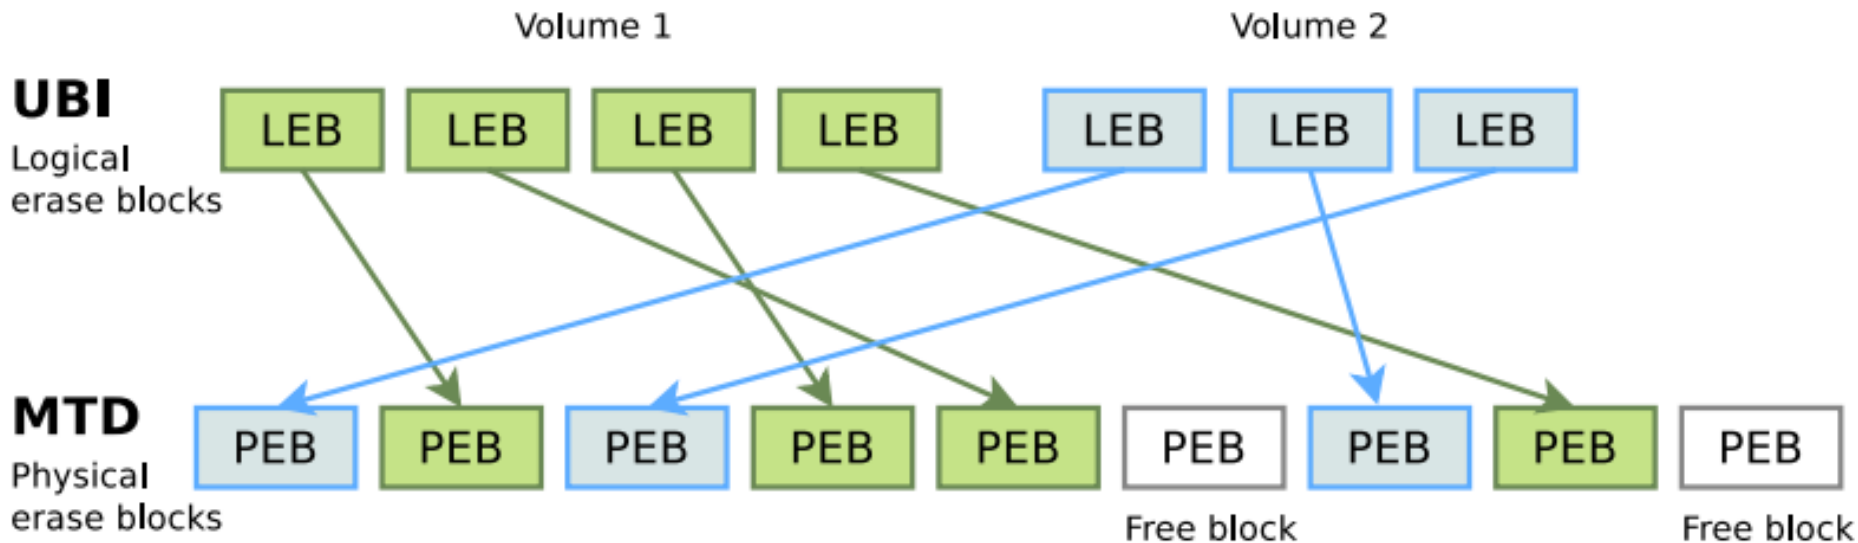 Volume 1 Volume 2
UBI
LEB LEB LEB LEB LEB LEB LEB
Logical
erase blocks
MTD
PEB PEB PEB PEB PEB PEB PEB PEB PEB
Physical
erase blocks
Free block Free block